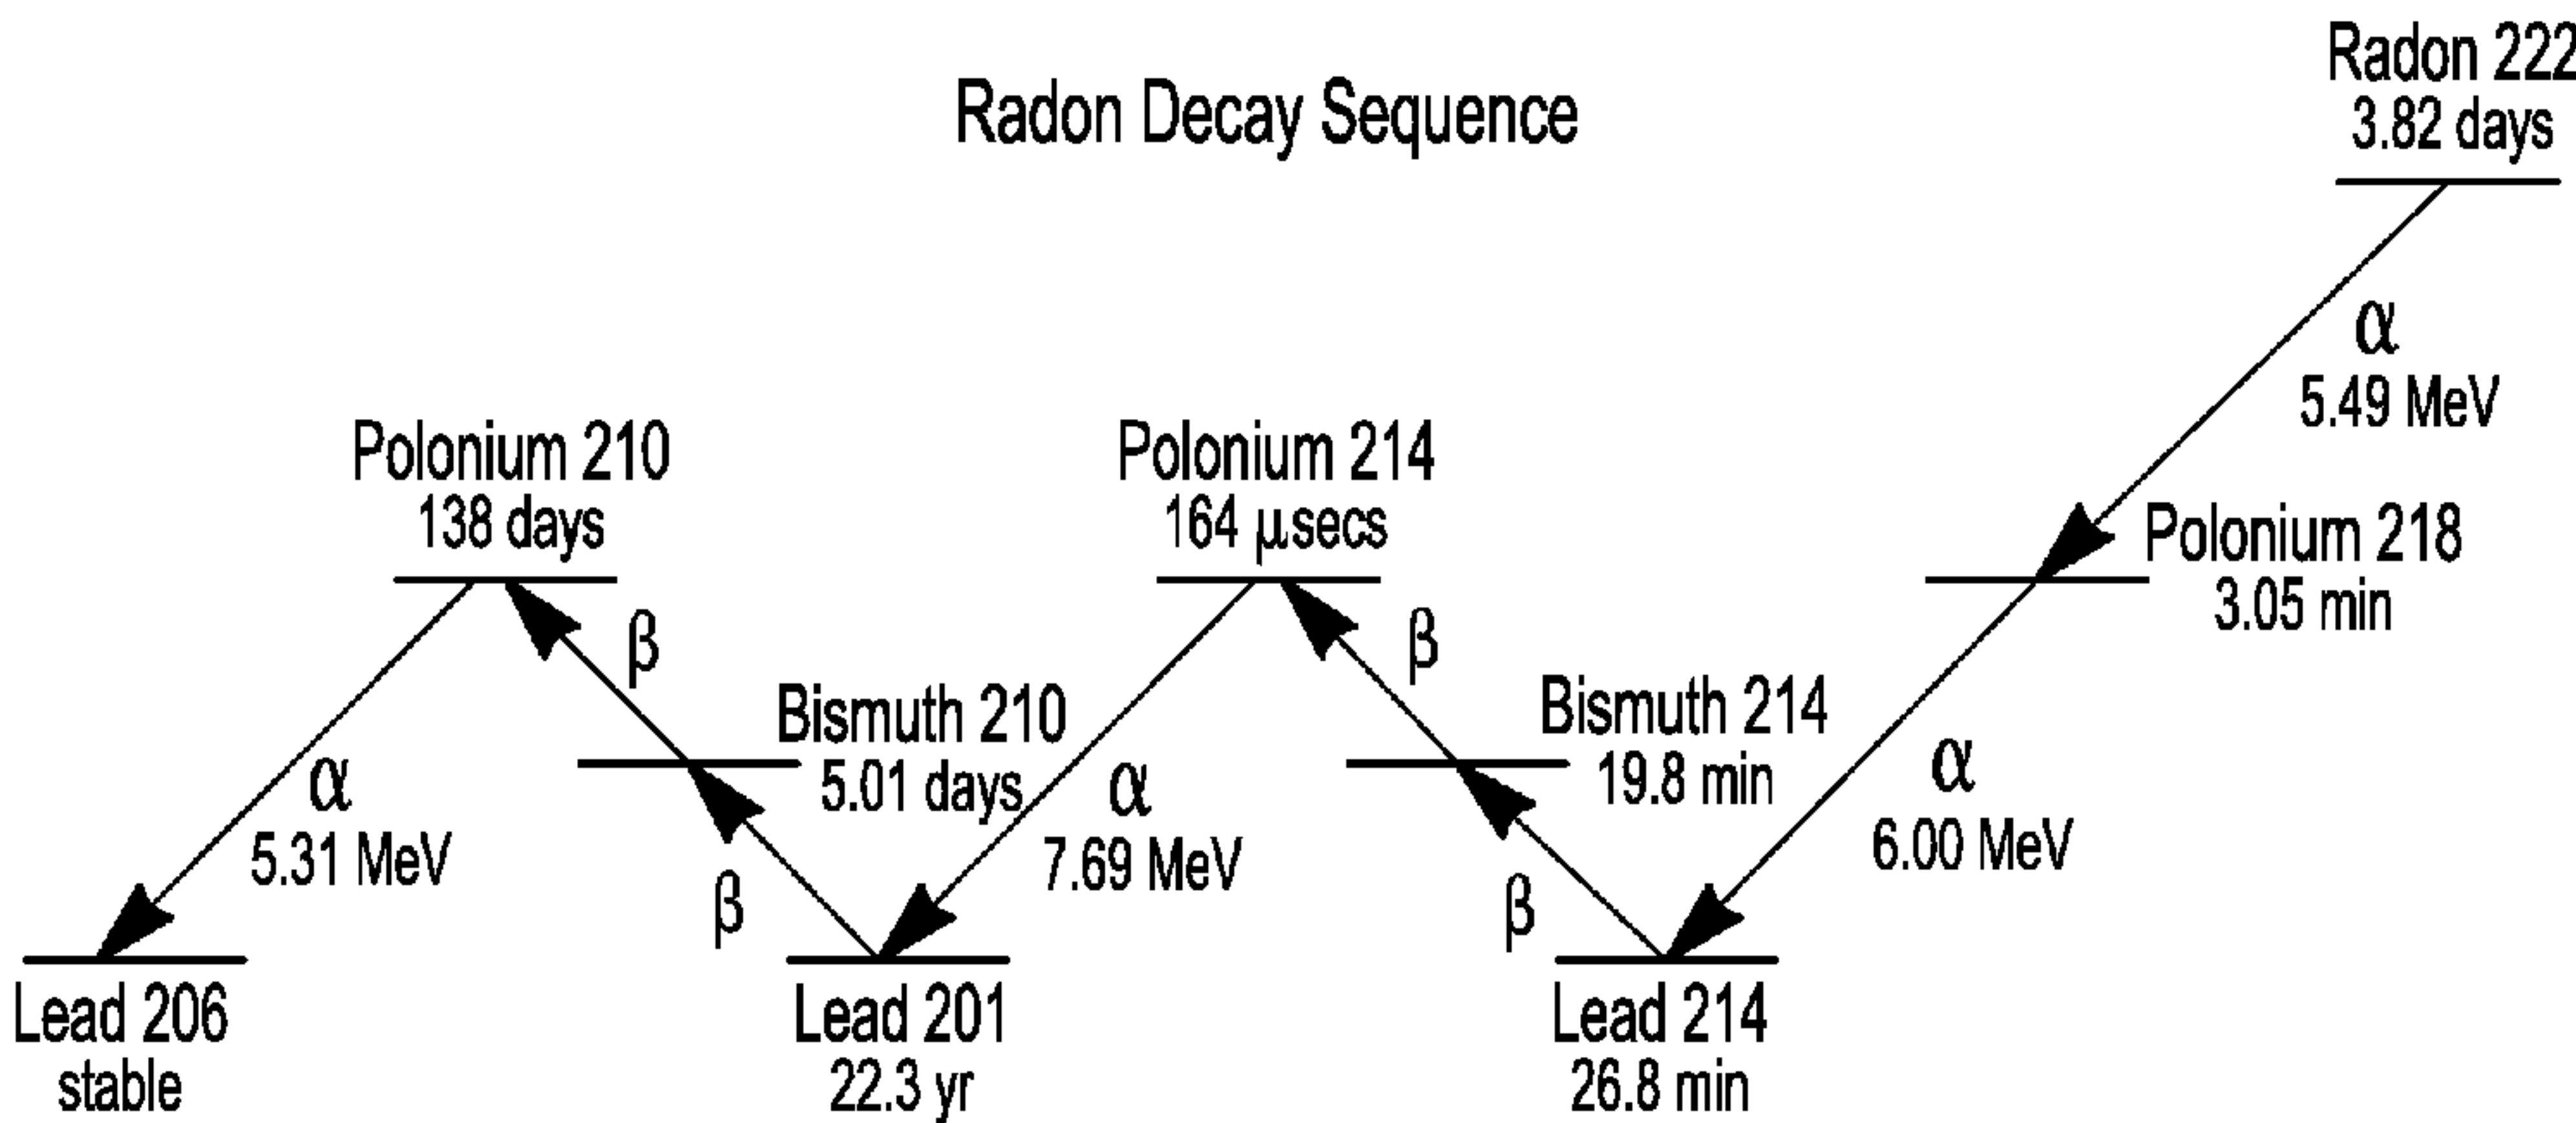 Radon Decay Sequence
Radon 222
3.82 days
α
5.49 MeV
Polonium 218
3.05 min
α
6.00 MeV
Lead 214
26.8 min
β
Bismuth 214
19.8 min
β
Polonium 214
164 µsecs
α
7.69 MeV
Lead 201
22.3 yr
β
Bismuth 210
5.01 days
β
Polonium 210
138 days
α
5.31 MeV
Lead 206
stable